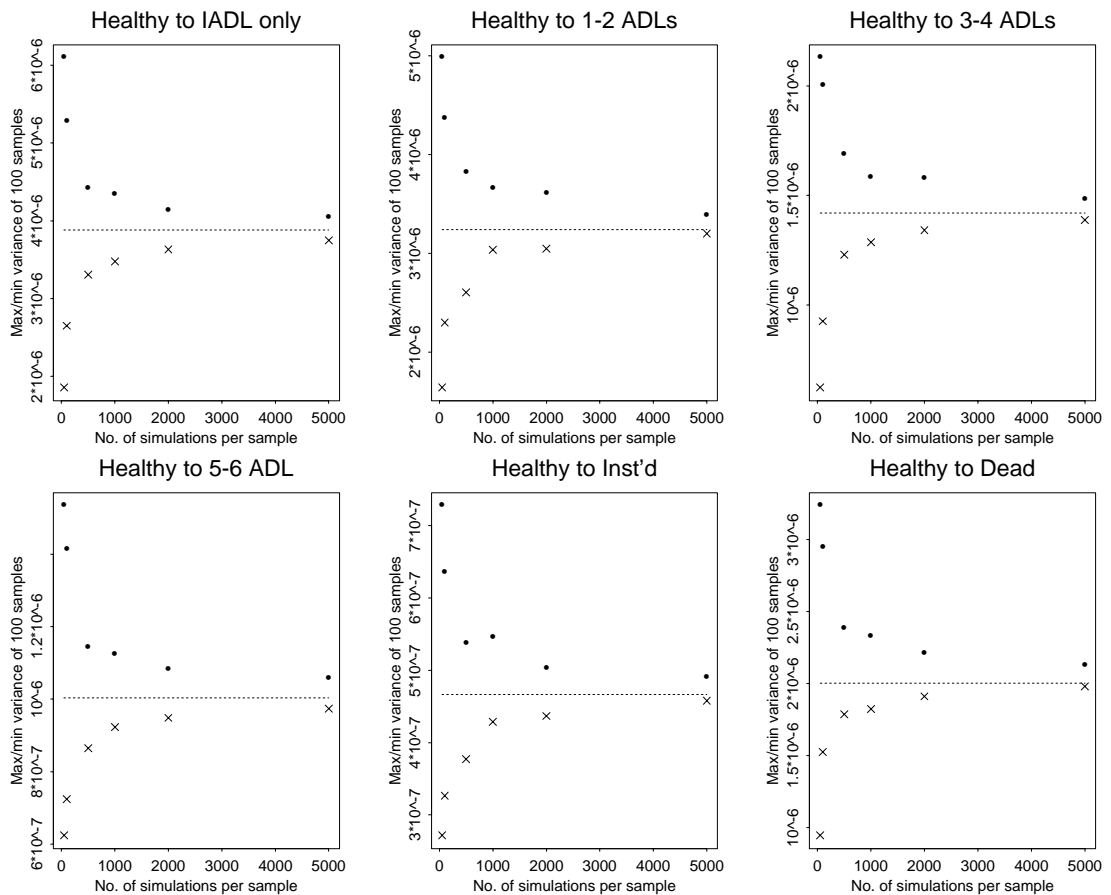 Healthy to IADL only
Max/min variance of 100 samples
2*10^-6 3*10^-6 4*10^-6 5*10^-6 6*10^-6
0 1000 2000 3000 4000 5000
No. of simulations per sample
Healthy to 1-2 ADLs
Max/min variance of 100 samples
2*10^-6 3*10^-6 4*10^-6 5*10^-6
0 1000 2000 3000 4000 5000
No. of simulations per sample
Healthy to 3-4 ADLs
Max/min variance of 100 samples
10^-6 1.5*10^-6 2*10^-6
0 1000 2000 3000 4000 5000
No. of simulations per sample
Healthy to 5-6 ADL
Max/min variance of 100 samples
6*10^-7 8*10^-7 10^-6 1.2*10^-6
0 1000 2000 3000 4000 5000
No. of simulations per sample
Healthy to Inst'd
Max/min variance of 100 samples
3*10^-7 4*10^-7 5*10^-7 6*10^-7 7*10^-7
0 1000 2000 3000 4000 5000
No. of simulations per sample
Healthy to Dead
Max/min variance of 100 samples
10^-6 1.5*10^-6 2*10^-6 2.5*10^-6 3*10^-6
0 1000 2000 3000 4000 5000
No. of simulations per sample